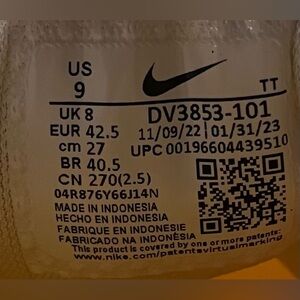 US
9
TT
UK 8
DV3853-101
EUR 42.5
11/09/22 01/31/23
cm 27
UPC 00196604439510
BR 40.5
CN 270(2.5)
04R876Y66J14N
MADE IN INDONESIA
HECHO EN INDONESIA
FABRIQUE EN INDONESIE
FABRICADO NA INDONÉSIA
This product is covered by one or more patents:
www.nike.com/patentsvirtualmarking